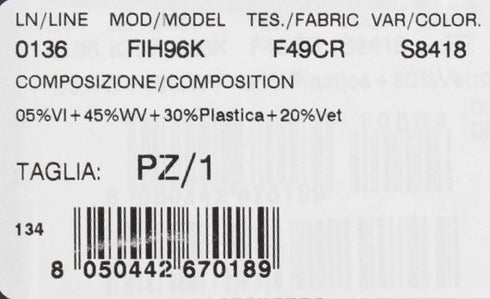 LN/LINE MOD/MODEL TES./FABRIC VAR/COLOR.
0136 FIH96K F49CR S8418
COMPOSIZIONE/COMPOSITION
05%VI+45%WV+30%Plastica+20%Vet
TAGLIA: PZ/1
134
8 050442 670189